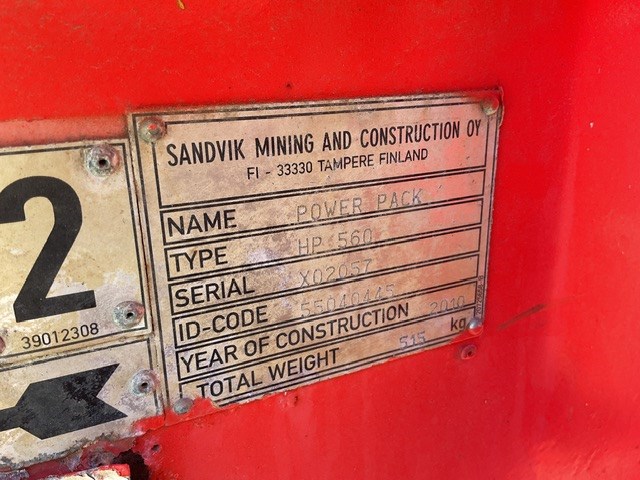 SANDVIK MINING AND CONSTRUCTION OY
FI - 33330 TAMPERE FINLAND
NAME POWER PACK
TYPE HP 560
SERIAL X02057
ID-CODE 55040445
YEAR OF CONSTRUCTION 2010
TOTAL WEIGHT 515 kg
2
39012308